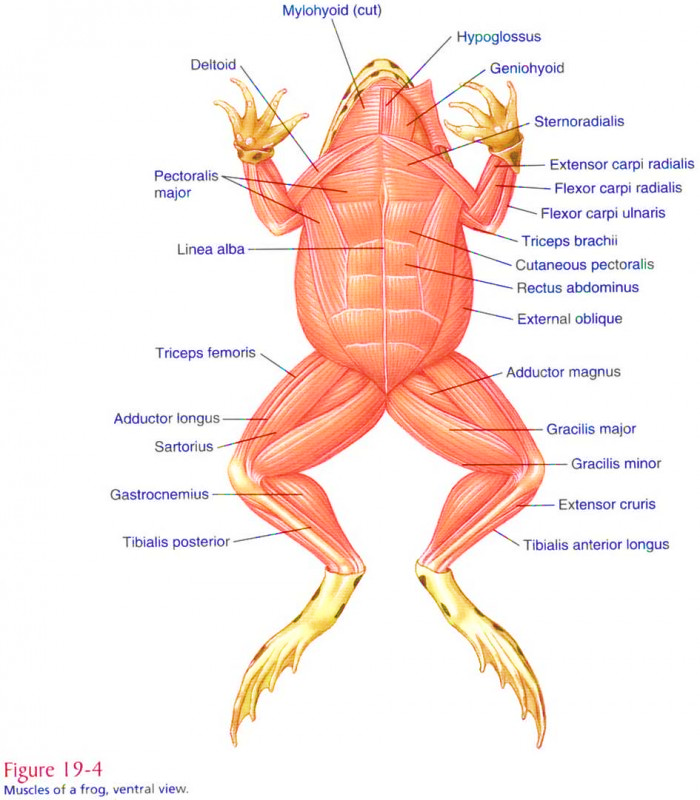 Mylohyoid (cut)
Hypoglossus
Deltoid
Geniohyoid
Sternoradialis
Extensor carpi radialis
Pectoralis
major
Flexor carpi radialis
Flexor carpi ulnaris
Triceps brachii
Linea alba
Cutaneous pectoralis
Rectus abdominus
External oblique
Triceps femoris
Adductor magnus
Adductor longus
Gracilis major
Sartorius
Gracilis minor
Gastrocnemius
Extensor cruris
Tibialis posterior
Tibialis anterior longus
Figure 19-4
Muscles of a frog, ventral view.